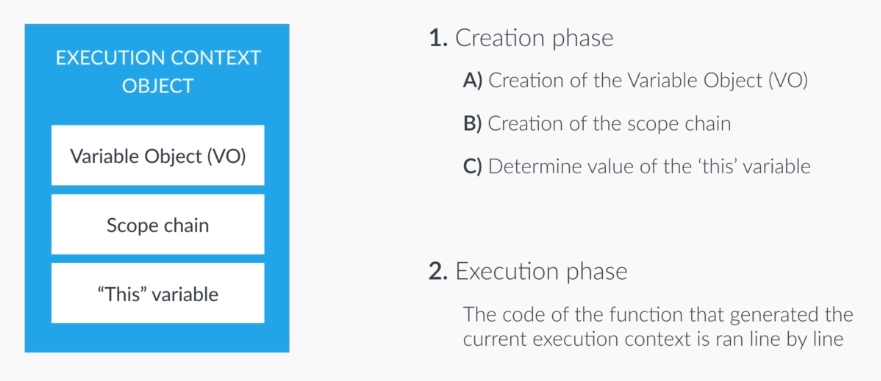 EXECUTION CONTEXT
OBJECT
Variable Object (VO)
Scope chain
“This” variable
1. Creation phase
A) Creation of the Variable Object (VO)
B) Creation of the scope chain
C) Determine value of the ‘this’ variable
2. Execution phase
The code of the function that generated the
current execution context is ran line by line